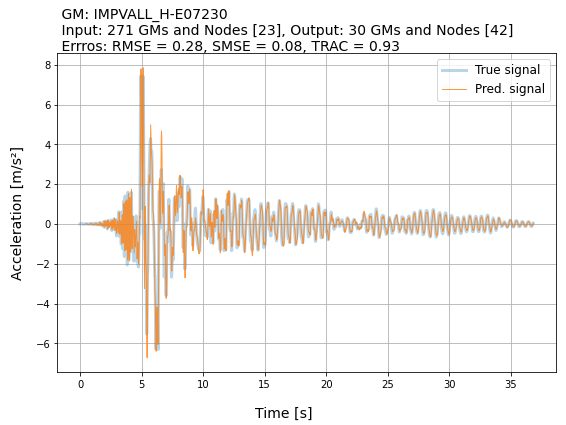 GM: IMPVALL_H-E07230
Input: 271 GMs and Nodes [23], Output: 30 GMs and Nodes [42]
Errros: RMSE = 0.28, SMSE = 0.08, TRAC = 0.93
True signal
Pred. signal
Acceleration [m/s²]
8
6
4
2
0
−2
−4
−6
0 5 10 15 20 25 30 35
Time [s]